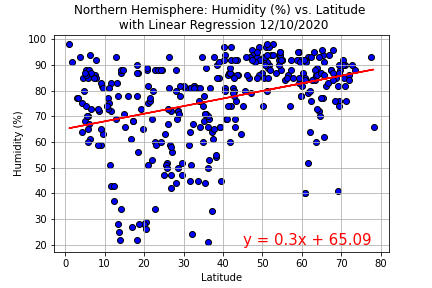 Northern Hemisphere: Humidity (%) vs. Latitude
with Linear Regression 12/10/2020
100
90
80
70
60
50
40
30
20
Humidity (%)
y = 0.3x + 65.09
0 10 20 30 40 50 60 70 80
Latitude